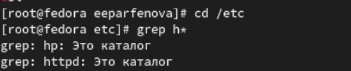 [root@fedora eeparfenova]# cd /etc
[root@fedora etc]# grep h*
grep: hp: Это каталог
grep: httpd: Это каталог